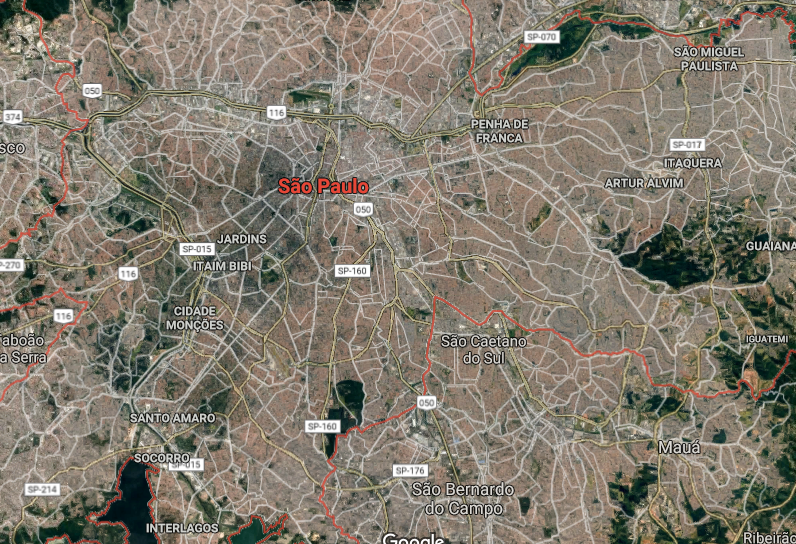 SP-070
SÃO MIGUEL
PAULISTA
050
116
374
PENHA DE
FRANCA
SCO
SP-017
ITAQUERA
São Paulo
ARTUR ALVIM
050
JARDINS
SP-015
GUAIANA
ITAIM BIBI
P-270
116
SP-160
116
CIDADE
MONÇÕES
aboão
a Serra
São Caetano
do Sul
IGUATEMI
050
SANTO AMARO
SP-160
Mauá
SOCORRO
SP-015
SP-176
SP-214
São Bernardo
do Campo
INTERLAGOS
Google
Ribeirão